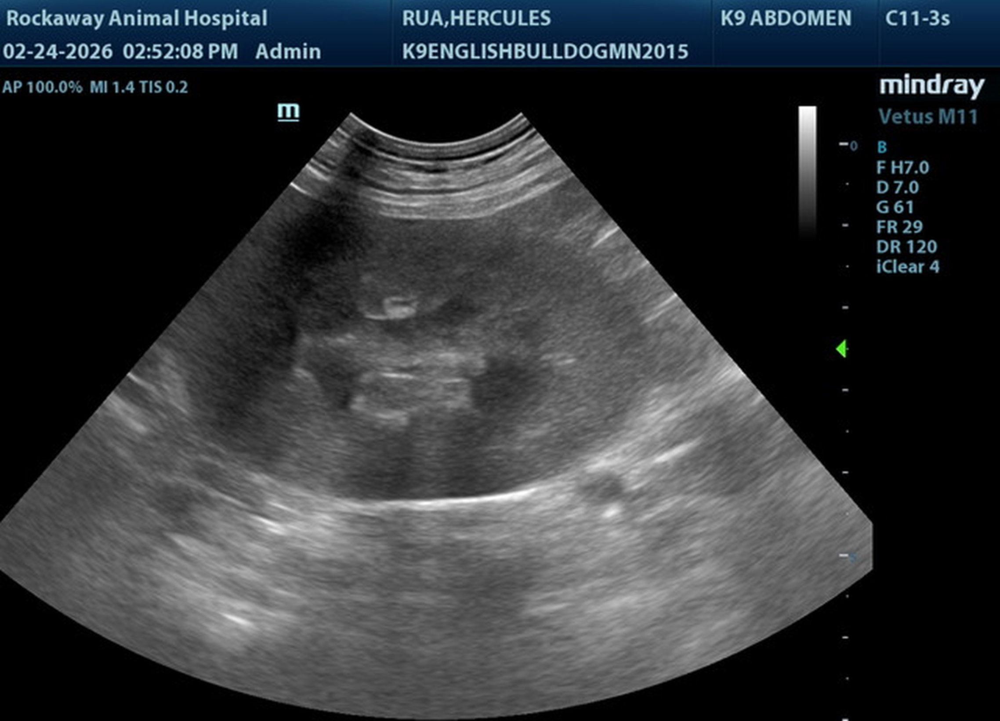 Rockaway Animal Hospital
RUA,HERCULES
K9 ABDOMEN
C11-3s
02-24-2026 02:52:08 PM Admin
K9ENGLISHBULLDOGMN2015
AP 100.0% MI 1.4 TIS 0.2
mindray
m
Vetus M11
0
B
F H7.0
D 7.0
G 61
FR 29
DR 120
iClear 4
5